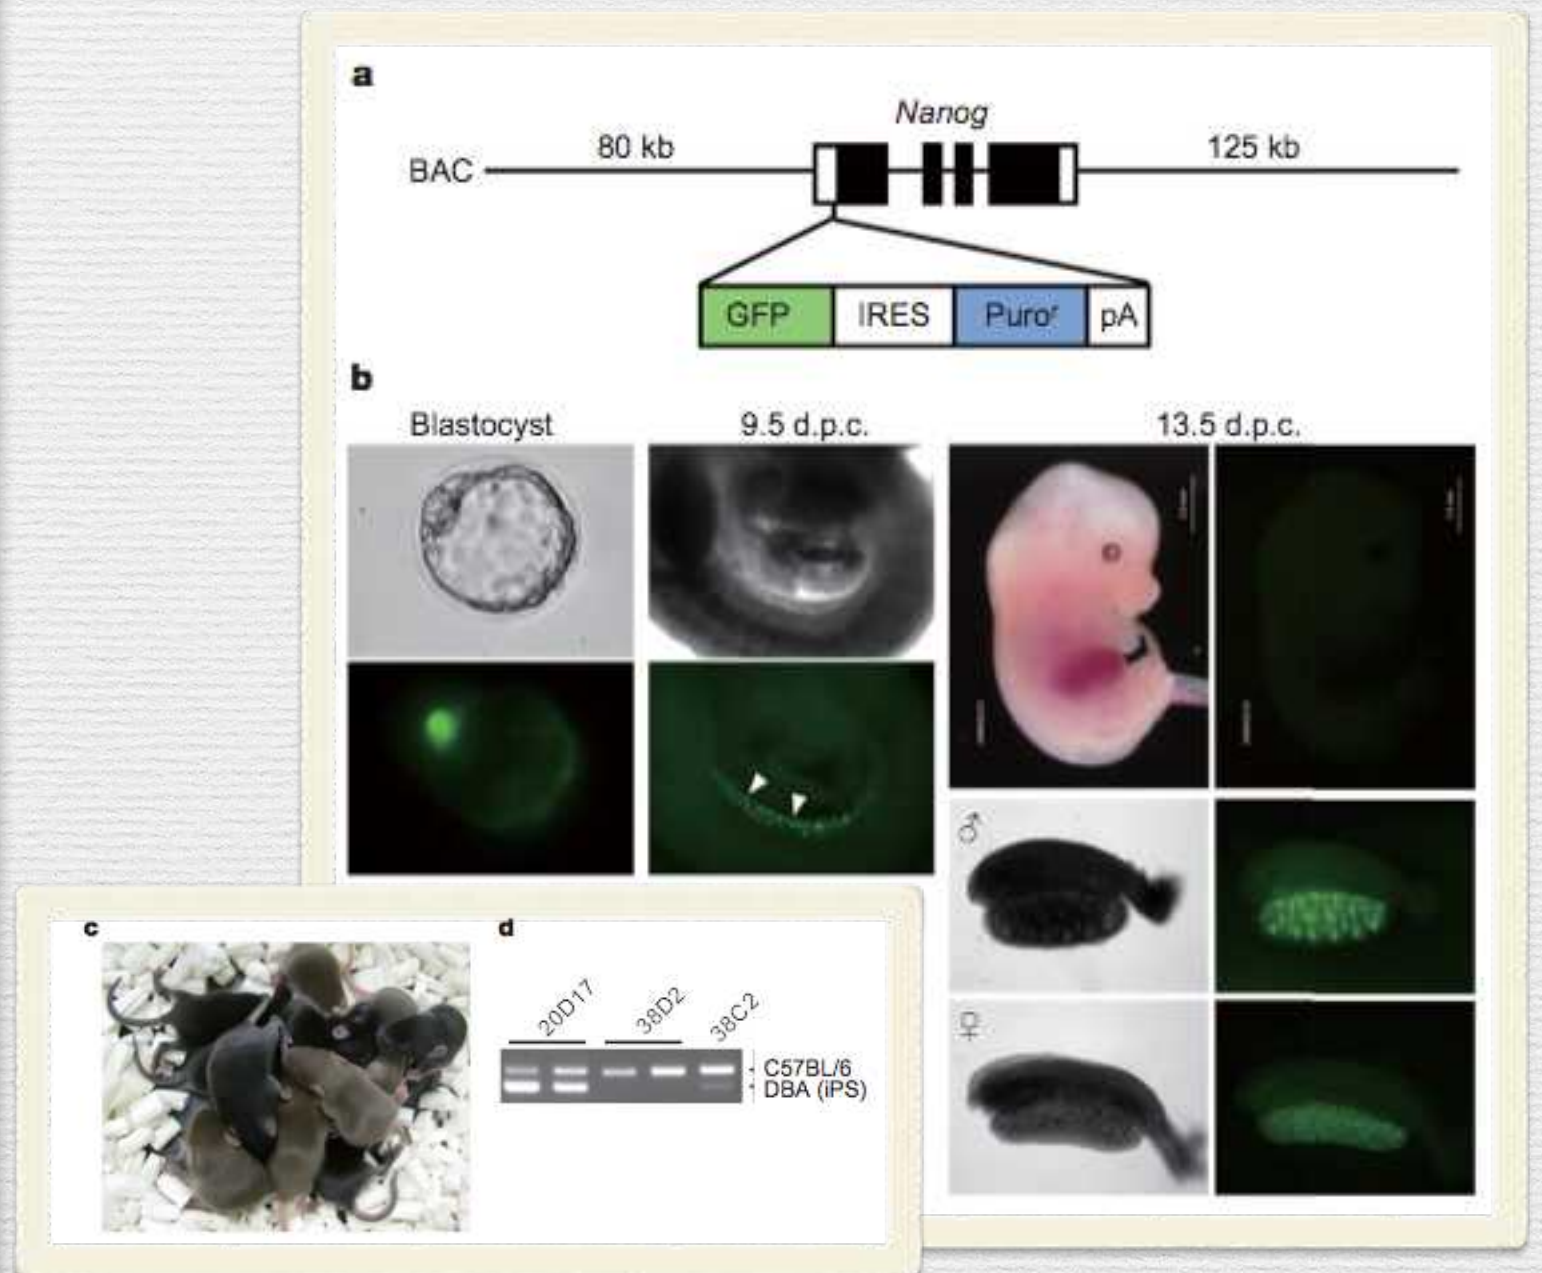 a
Nanog
80 kb
125 kb
BAC
GFP IRES Puroʳ pA
b
Blastocyst
9.5 d.p.c.
13.5 d.p.c.
♂
♀
c
d
20D17
38D2
38C2
C57BL/6
DBA (iPS)